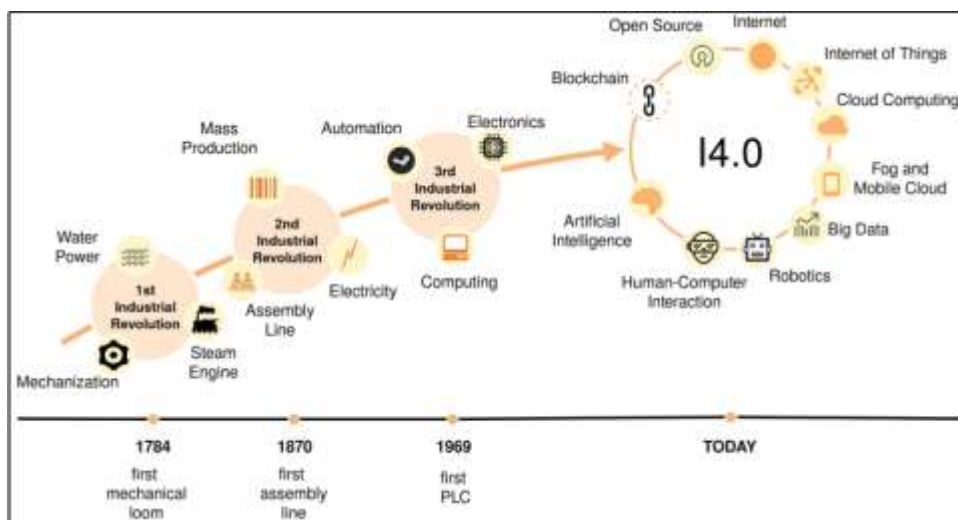 Open Source
Internet
Blockchain
Internet of Things
Cloud Computing
Mass
Production
Automation
Electronics
I4.0
3rd
Industrial
Revolution
Fog and
Mobile Cloud
Artificial
Intelligence
Big Data
Water
Power
2nd
Industrial
Revolution
Human-Computer
Interaction
Robotics
Computing
Electricity
1st
Industrial
Revolution
Assembly
Line
Steam
Engine
Mechanization
1784
1870
1969
TODAY
first
mechanical
loom
first
assembly
line
first
PLC